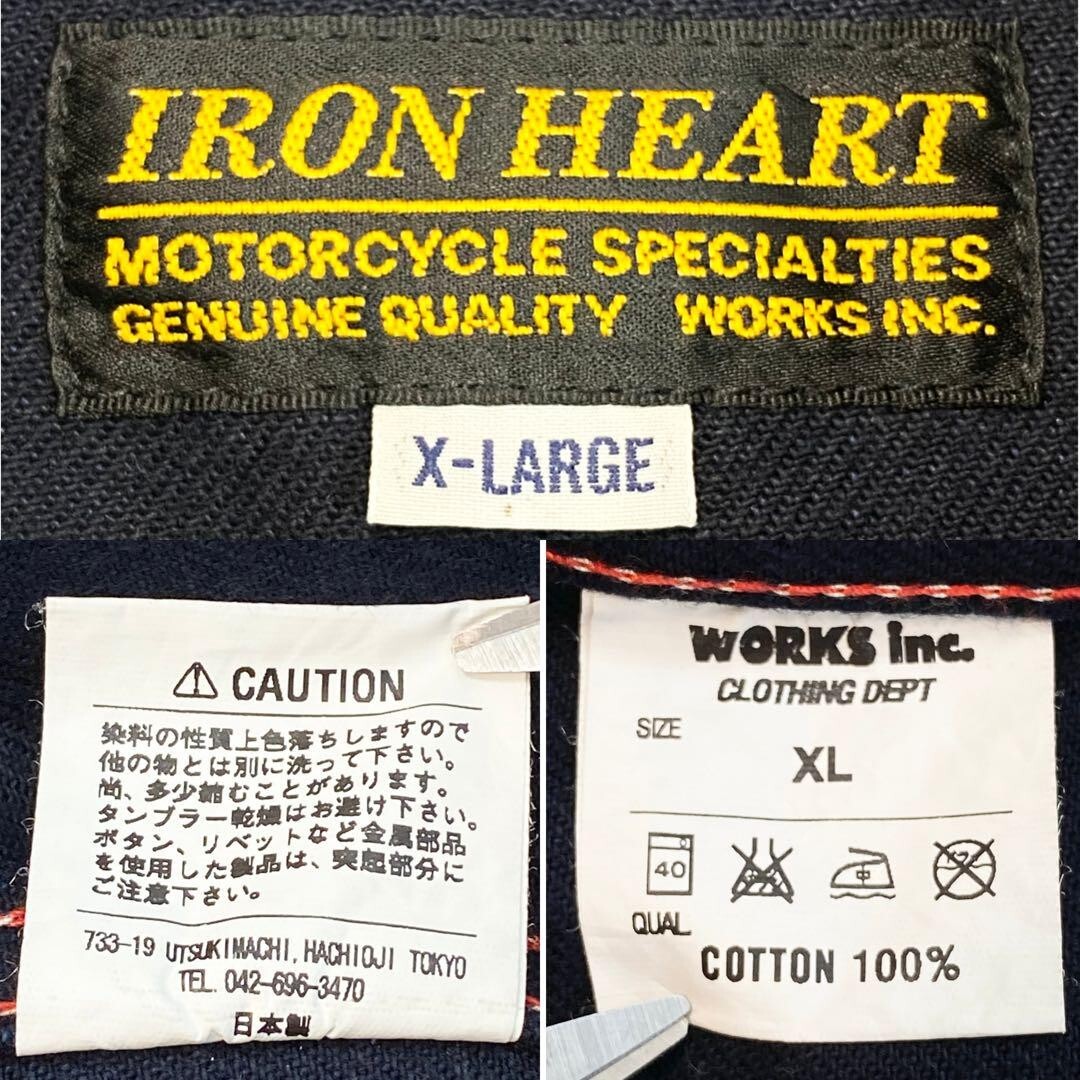 IRON HEART
MOTORCYCLE SPECIALTIES
GENUINE QUALITY WORKS INC.
X-LARGE
CAUTION
染料の性質上色落ちしますので
他の物とは別に洗って下さい。
尚、多少縮むことがあります。
タンブラー乾燥はお避け下さい。
ボタン、リベットなど金属部品
を使用した製品は、突起部分に
ご注意下さい。
733-19 UTSUKIMACHI, HACHIOJI TOKYO
TEL. 042-696-3470
日本製
WORKS inc.
CLOTHING DEPT
SIZE
XL
40
中
QUAL
COTTON 100%